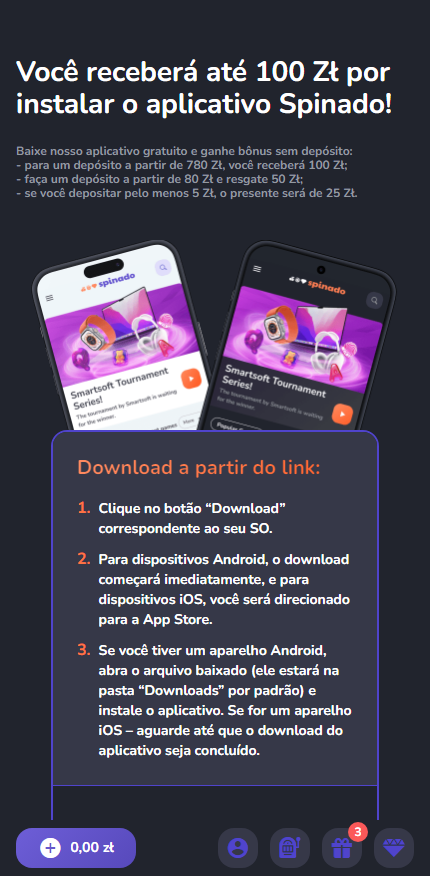 Você receberá até 100 Zł por
instalar o aplicativo Spinado!
Baixe nosso aplicativo gratuito e ganhe bônus sem depósito:
- para um depósito a partir de 780 Zł, você receberá 100 Zł;
- faça um depósito a partir de 80 Zł e resgate 50 Zł;
- se você depositar pelo menos 5 Zł, o presente será de 25 Zł.
spinado
Smartsoft Tournament
Series!
The tournament by Smartsoft is waiting
for the winner.
spinado
Smartsoft Tournament
Series!
The tournament by Smartsoft is waiting
for the winner.
Download a partir do link:
1. Clique no botão “Download”
correspondente ao seu SO.
2. Para dispositivos Android, o download
começará imediatamente, e para
dispositivos iOS, você será direcionado
para a App Store.
3. Se você tiver um aparelho Android,
abra o arquivo baixado (ele estará na
pasta “Downloads” por padrão) e
instale o aplicativo. Se for um aparelho
iOS – aguarde até que o download do
aplicativo seja concluído.
0,00 zł
3